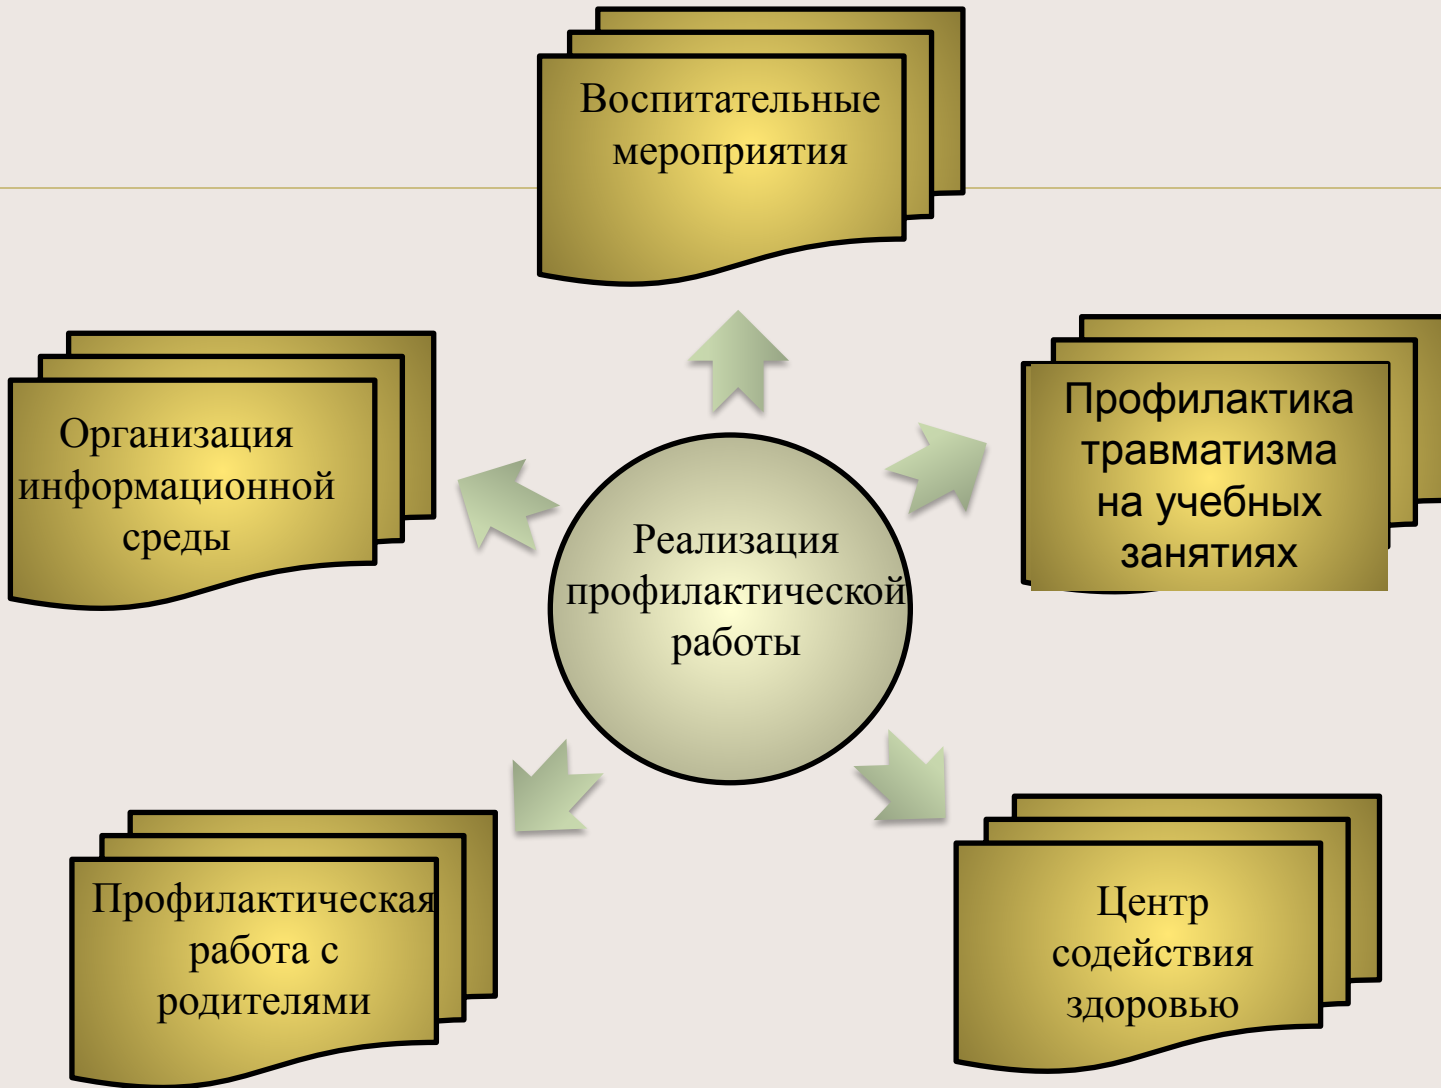 Воспитательные
мероприятия
Организация
информационной
среды
Профилактика
травматизма
на учебных
занятиях
Реализация
профилактической
работы
Профилактическая
работа с
родителями
Центр
содействия
здоровью